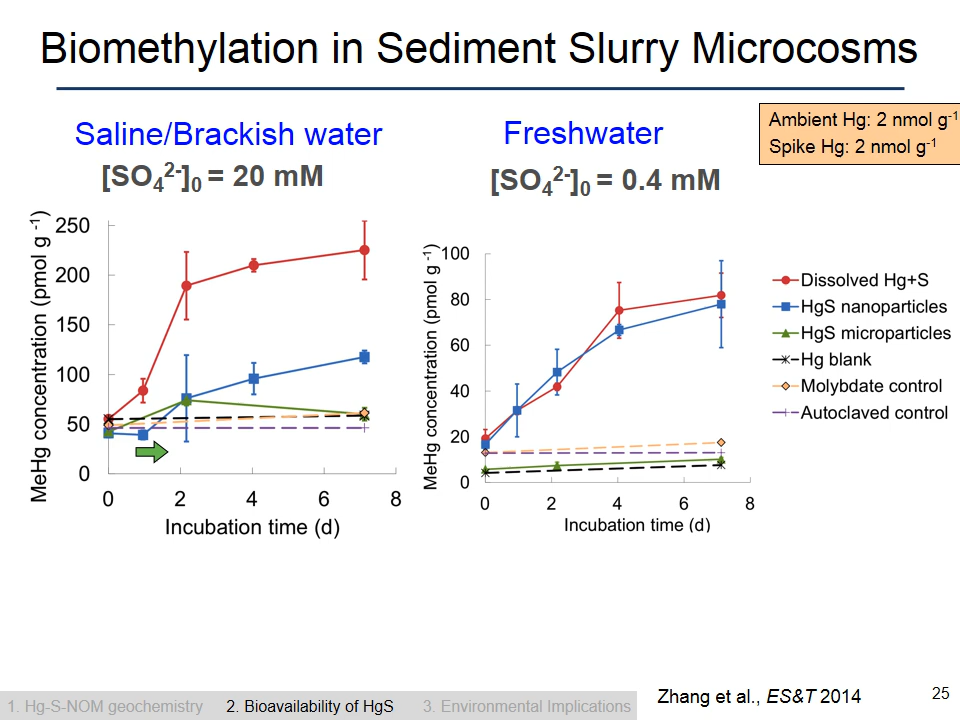 Biomethylation in Sediment Slurry Microcosms
Saline/Brackish water
[SO₄²⁻]₀ = 20 mM
Freshwater
[SO₄²⁻]₀ = 0.4 mM
Ambient Hg: 2 nmol g⁻¹
Spike Hg: 2 nmol g⁻¹
MeHg concentration (pmol g ⁻¹)
250
200
150
100
50
0
0 2 4 6 8
Incubation time (d)
MeHg concentration (pmol g ⁻¹)
100
80
60
40
20
0
0 2 4 6 8
Incubation time (d)
Dissolved Hg+S
HgS nanoparticles
HgS microparticles
Hg blank
Molybdate control
Autoclaved control
1. Hg-S-NOM geochemistry 2. Bioavailability of HgS 3. Environmental Implications
Zhang et al., ES&T 2014
25